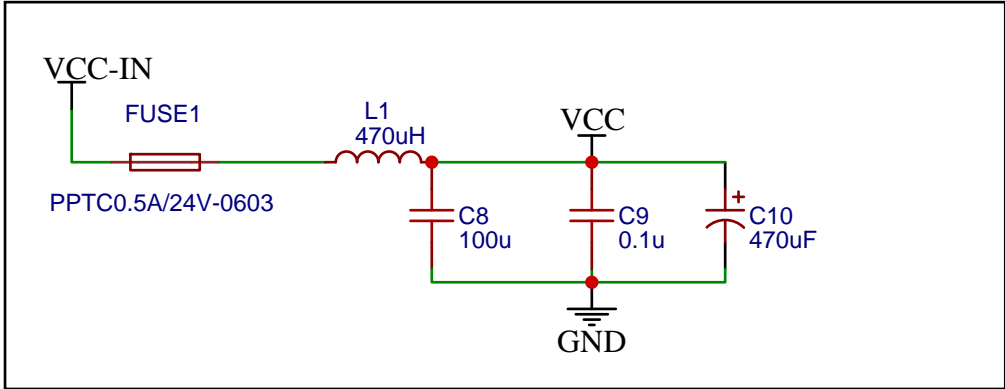 VCC-IN
FUSE1
PPTC0.5A/24V-0603
L1
470uH
VCC
C8
100u
C9
0.1u
+
C10
470uF
GND